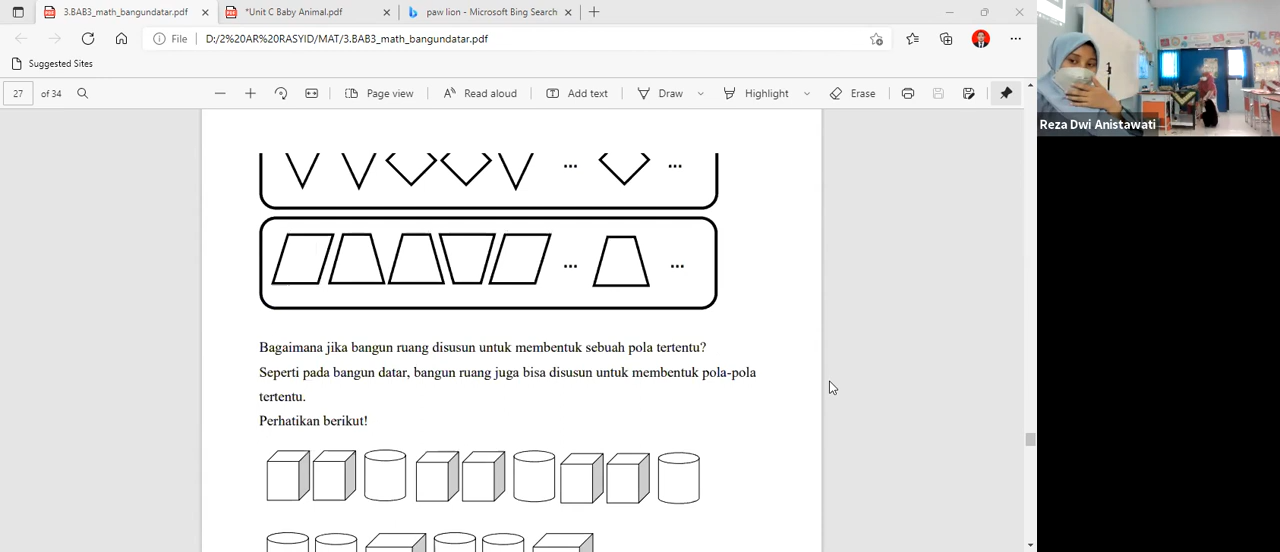 3.BAB3_math_bangundatar.pdf
*Unit C Baby Animal.pdf
paw lion - Microsoft Bing Search
File
D:/2%20AR%20RASYID/MAT/3.BAB3_math_bangundatar.pdf
Suggested Sites
27 of 34
Page view
Read aloud
Add text
Draw
Highlight
Erase
Reza Dwi Anistawati
... ...
... ...
Bagaimana jika bangun ruang disusun untuk membentuk sebuah pola tertentu?
Seperti pada bangun datar, bangun ruang juga bisa disusun untuk membentuk pola-pola
tertentu.
Perhatikan berikut!